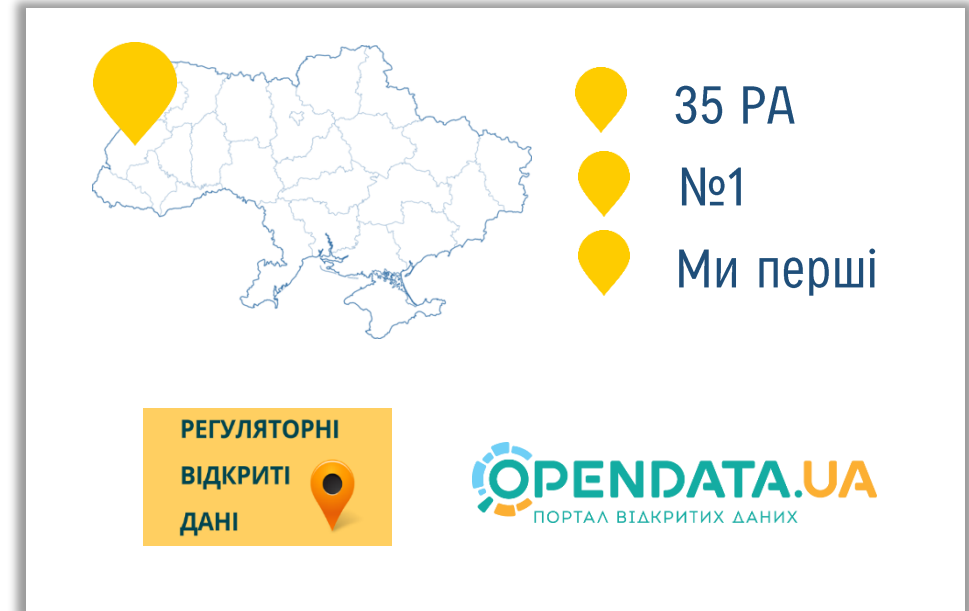 35 РА
№1
Ми перші
РЕГУЛЯТОРНІ
ВІДКРИТІ
ДАНІ
OPENDATA.UA
ПОРТАЛ ВІДКРИТИХ ДАНИХ